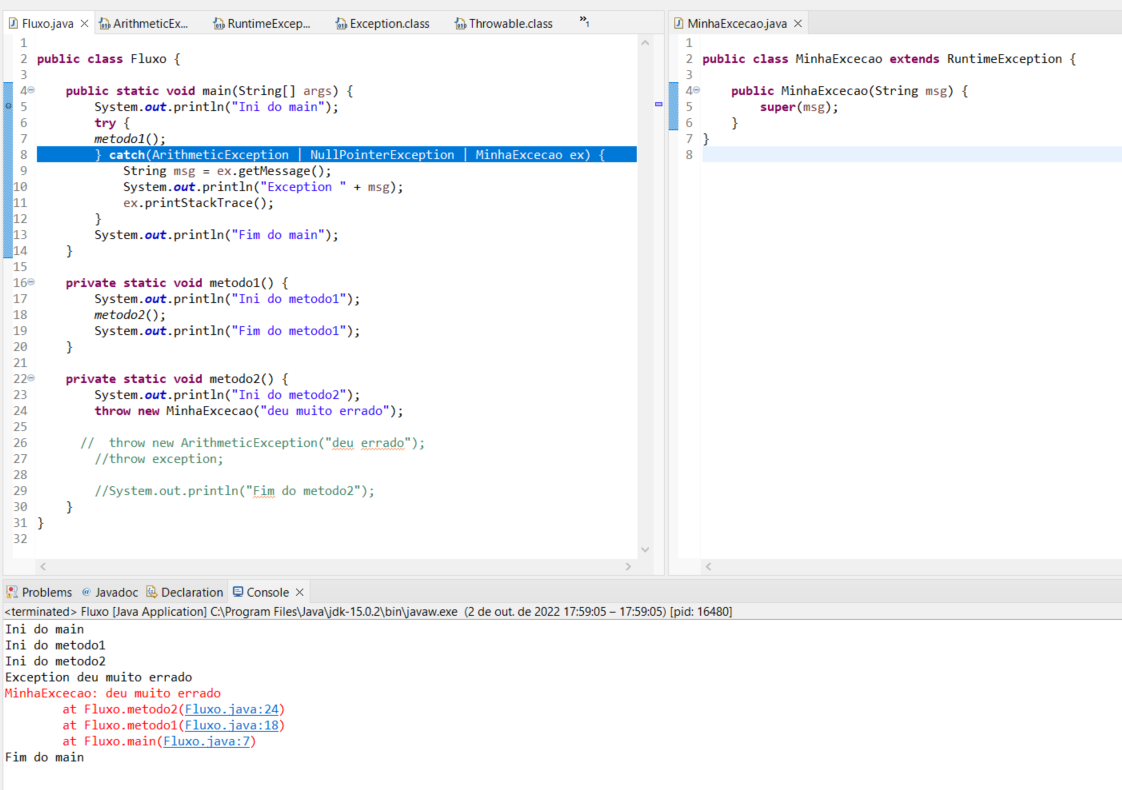 Fluxo.java ArithmeticEx... RuntimeExcep... Exception.class Throwable.class »1
1
2 public class Fluxo {
3
4 public static void main(String[] args) {
5 System.out.println("Ini do main");
6 try {
7 metodo1();
8 } catch(ArithmeticException | NullPointerException | MinhaExcecao ex) {
9 String msg = ex.getMessage();
10 System.out.println("Exception " + msg);
11 ex.printStackTrace();
12 }
13 System.out.println("Fim do main");
14 }
15
16 private static void metodo1() {
17 System.out.println("Ini do metodo1");
18 metodo2();
19 System.out.println("Fim do metodo1");
20 }
21
22 private static void metodo2() {
23 System.out.println("Ini do metodo2");
24 throw new MinhaExcecao("deu muito errado");
25
26 // throw new ArithmeticException("deu errado");
27 //throw exception;
28
29 //System.out.println("Fim do metodo2");
30 }
31 }
32
MinhaExcecao.java
1
2 public class MinhaExcecao extends RuntimeException {
3
4 public MinhaExcecao(String msg) {
5 super(msg);
6 }
7 }
8
Problems @ Javadoc Declaration Console
<terminated> Fluxo [Java Application] C:\Program Files\Java\jdk-15.0.2\bin\javaw.exe (2 de out. de 2022 17:59:05 – 17:59:05) [pid: 16480]
Ini do main
Ini do metodo1
Ini do metodo2
Exception deu muito errado
MinhaExcecao: deu muito errado
at Fluxo.metodo2(Fluxo.java:24)
at Fluxo.metodo1(Fluxo.java:18)
at Fluxo.main(Fluxo.java:7)
Fim do main